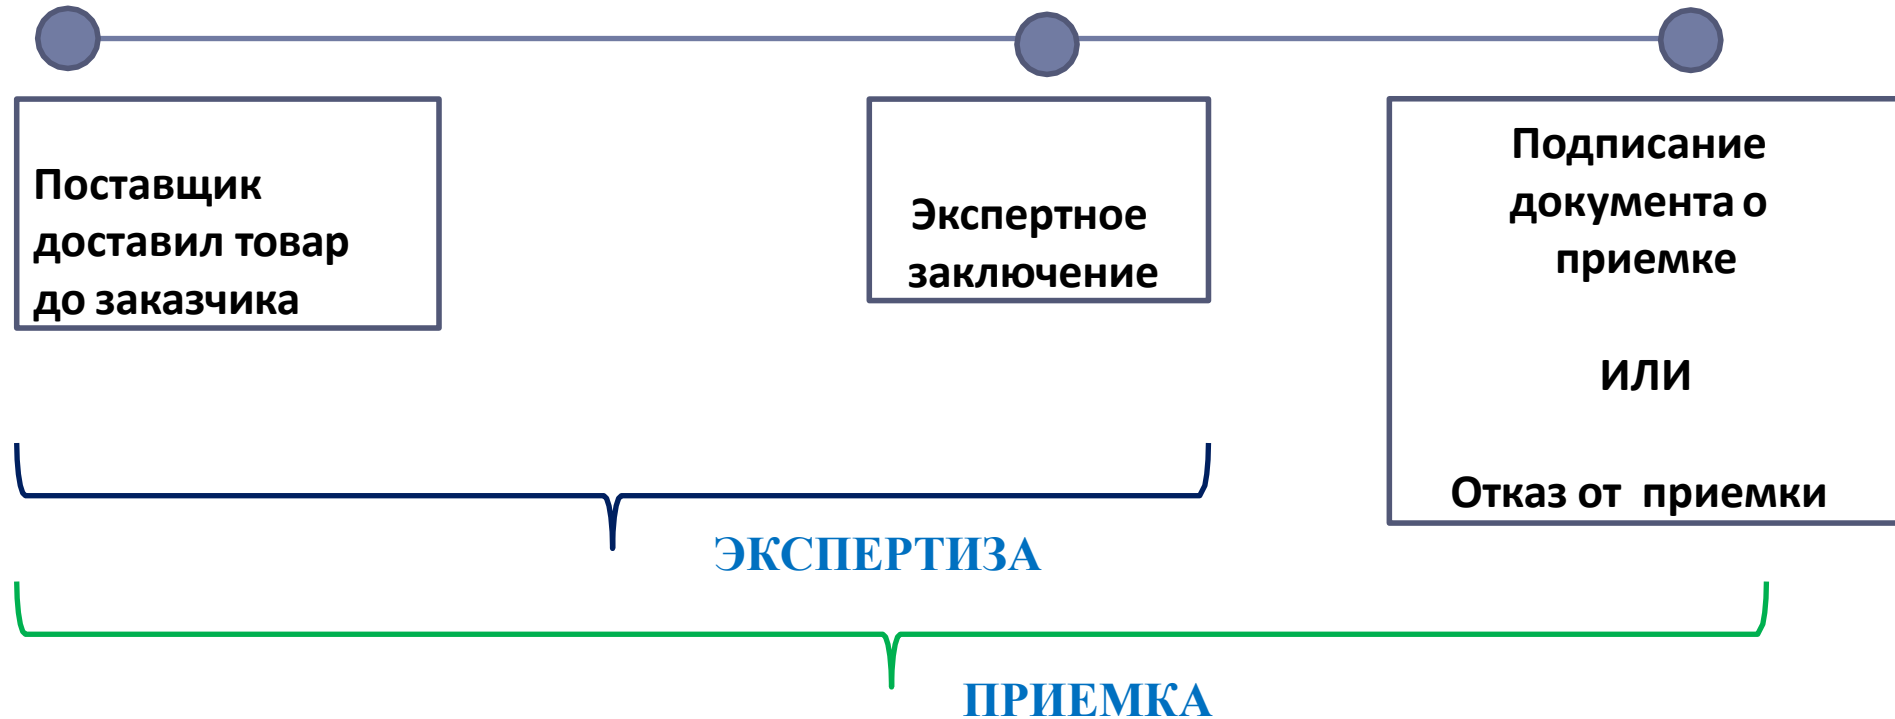 Поставщик
доставил товар
до заказчика
Экспертное
заключение
Подписание
документа о
приемке
ИЛИ
Отказ от приемки
ЭКСПЕРТИЗА
ПРИЕМКА